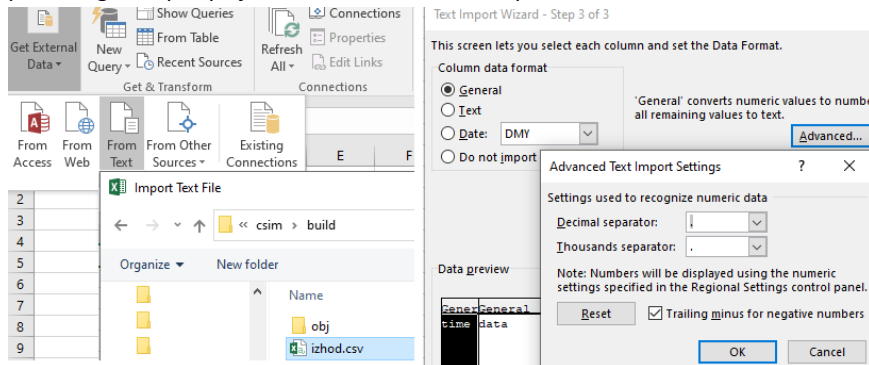 Show Queries
Connections
From Table
Properties
Get External
Data
New
Query
Recent Sources
Refresh
All
Edit Links
Get & Transform
Connections
From
Access
From
Web
From
Text
From Other
Sources
Existing
Connections
E
F
2
3
4
5
6
7
8
9
Import Text File
« csim › build
Organize
New folder
Name
obj
izhod.csv
Text Import Wizard - Step 3 of 3
This screen lets you select each column and set the Data Format.
Column data format
General
Text
Date: DMY
Do not import
'General' converts numeric values to numbe
all remaining values to text.
Advanced...
Data preview
General
time data
Advanced Text Import Settings
? X
Settings used to recognize numeric data
Decimal separator:
Thousands separator: .
Note: Numbers will be displayed using the numeric
settings specified in the Regional Settings control panel.
Reset
Trailing minus for negative numbers
OK
Cancel